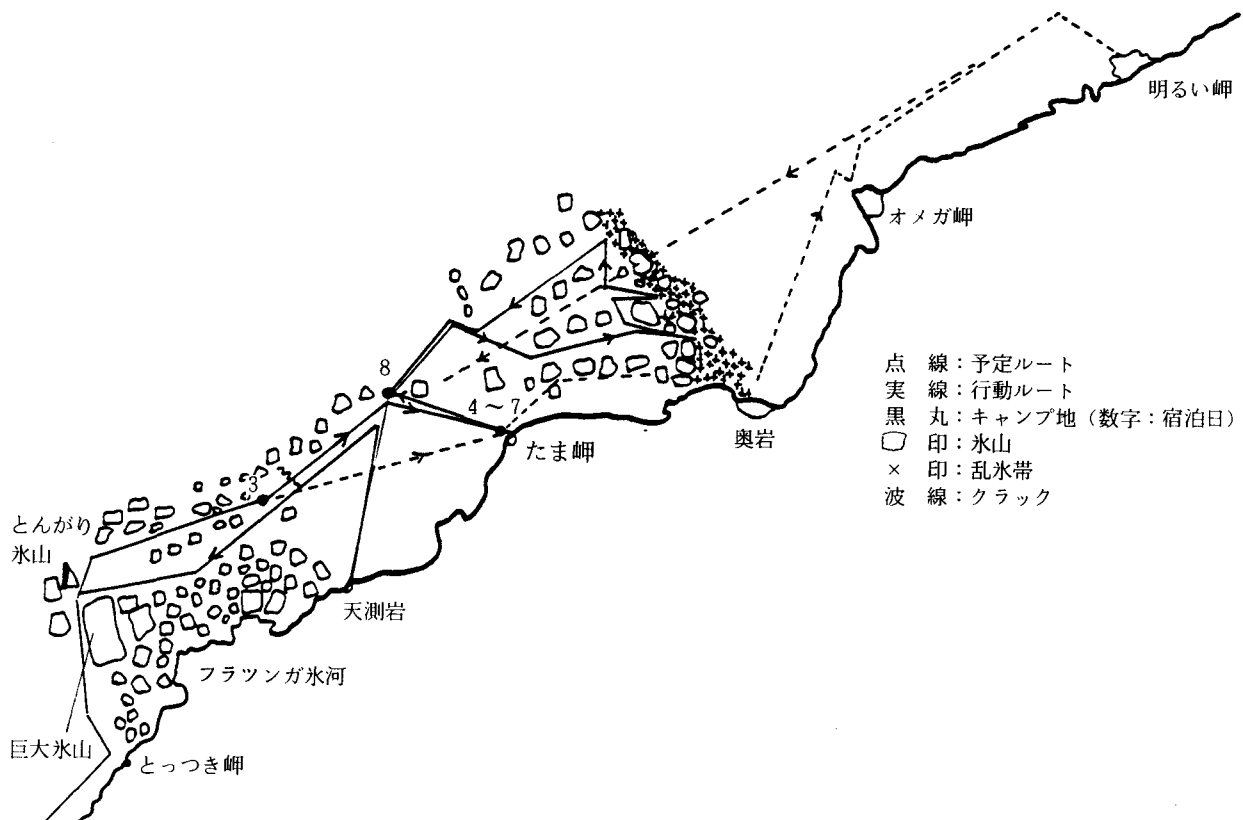 明るい岬
オメガ岬
8
4～7
たま岬
奥岩
3
とんがり
氷山
天測岩
フラツンガ氷河
巨大氷山
とっつき岬
点　線：予定ルート
実　線：行動ルート
黒　丸：キャンプ地（数字：宿泊日）
印：氷山
×　印：乱氷帯
波　線：クラック